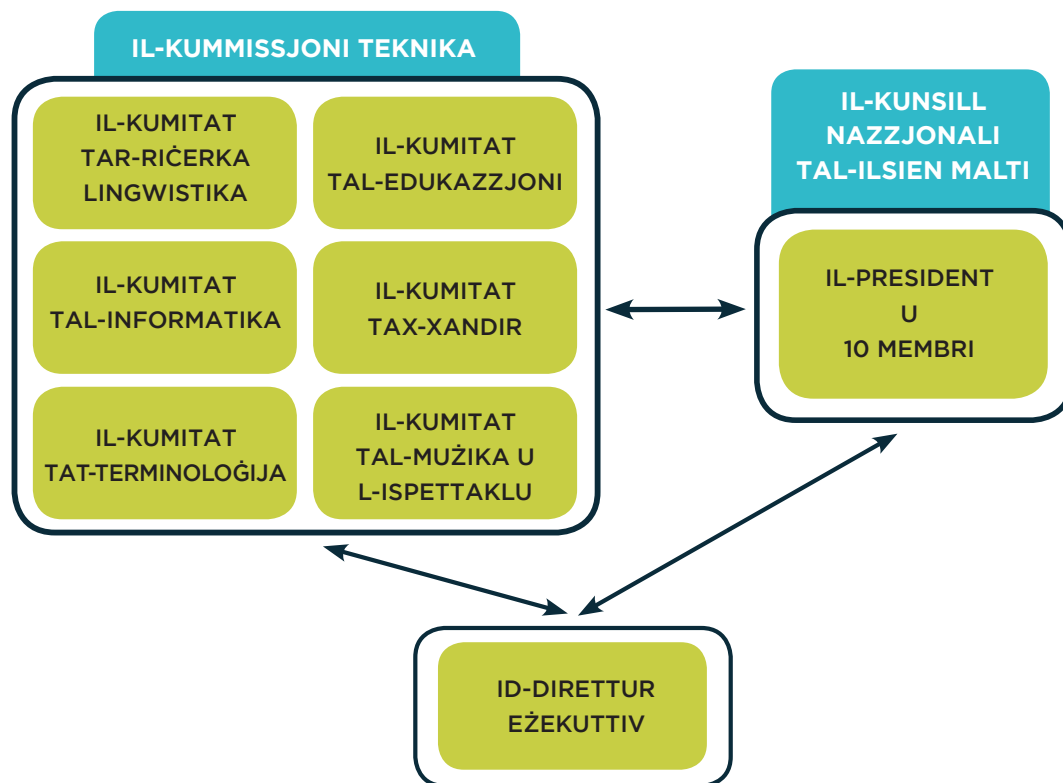 IL-KUMMISSJONI TEKNIKA
IL-KUMITAT
TAR-RIĊERKA
LINGWISTIKA
IL-KUMITAT
TAL-EDUKAZZJONI
IL-KUMITAT
TAL-INFORMATIKA
IL-KUMITAT
TAX-XANDIR
IL-KUMITAT
TAT-TERMINOLOĠIJA
IL-KUMITAT
TAL-MUŻIKA U
L-ISPETTAKLU
IL-KUNSILL
NAZZJONALI
TAL-ILSIEN MALTI
IL-PRESIDENT
U
10 MEMBRI
ID-DIRETTUR
EŻEKUTTIV